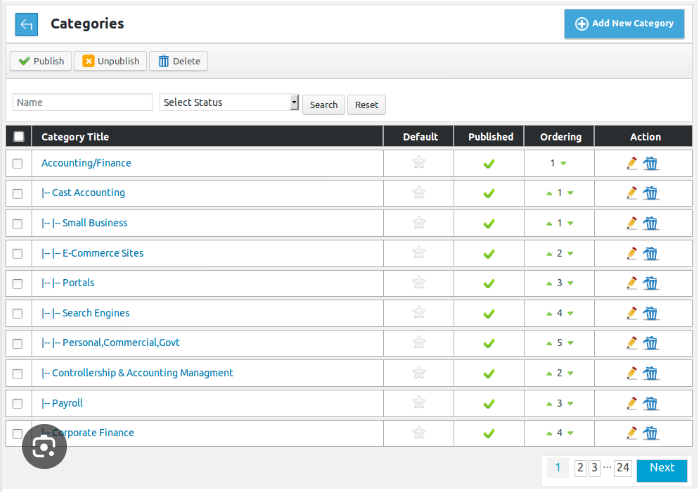 Categories
Add New Category
Publish Unpublish Delete
Name Select Status Search Reset
Category Title Default Published Ordering Action
Accounting/Finance 1
|-- Cast Accounting 1
|-- |-- Small Business 1
|-- |-- E-Commerce Sites 2
|-- |-- Portals 3
|-- |-- Search Engines 4
|-- |-- Personal,Commercial,Govt 5
|-- Controllership & Accounting Managment 2
|-- Payroll 3
|-- Corporate Finance 4
1 2 3 ... 24 Next